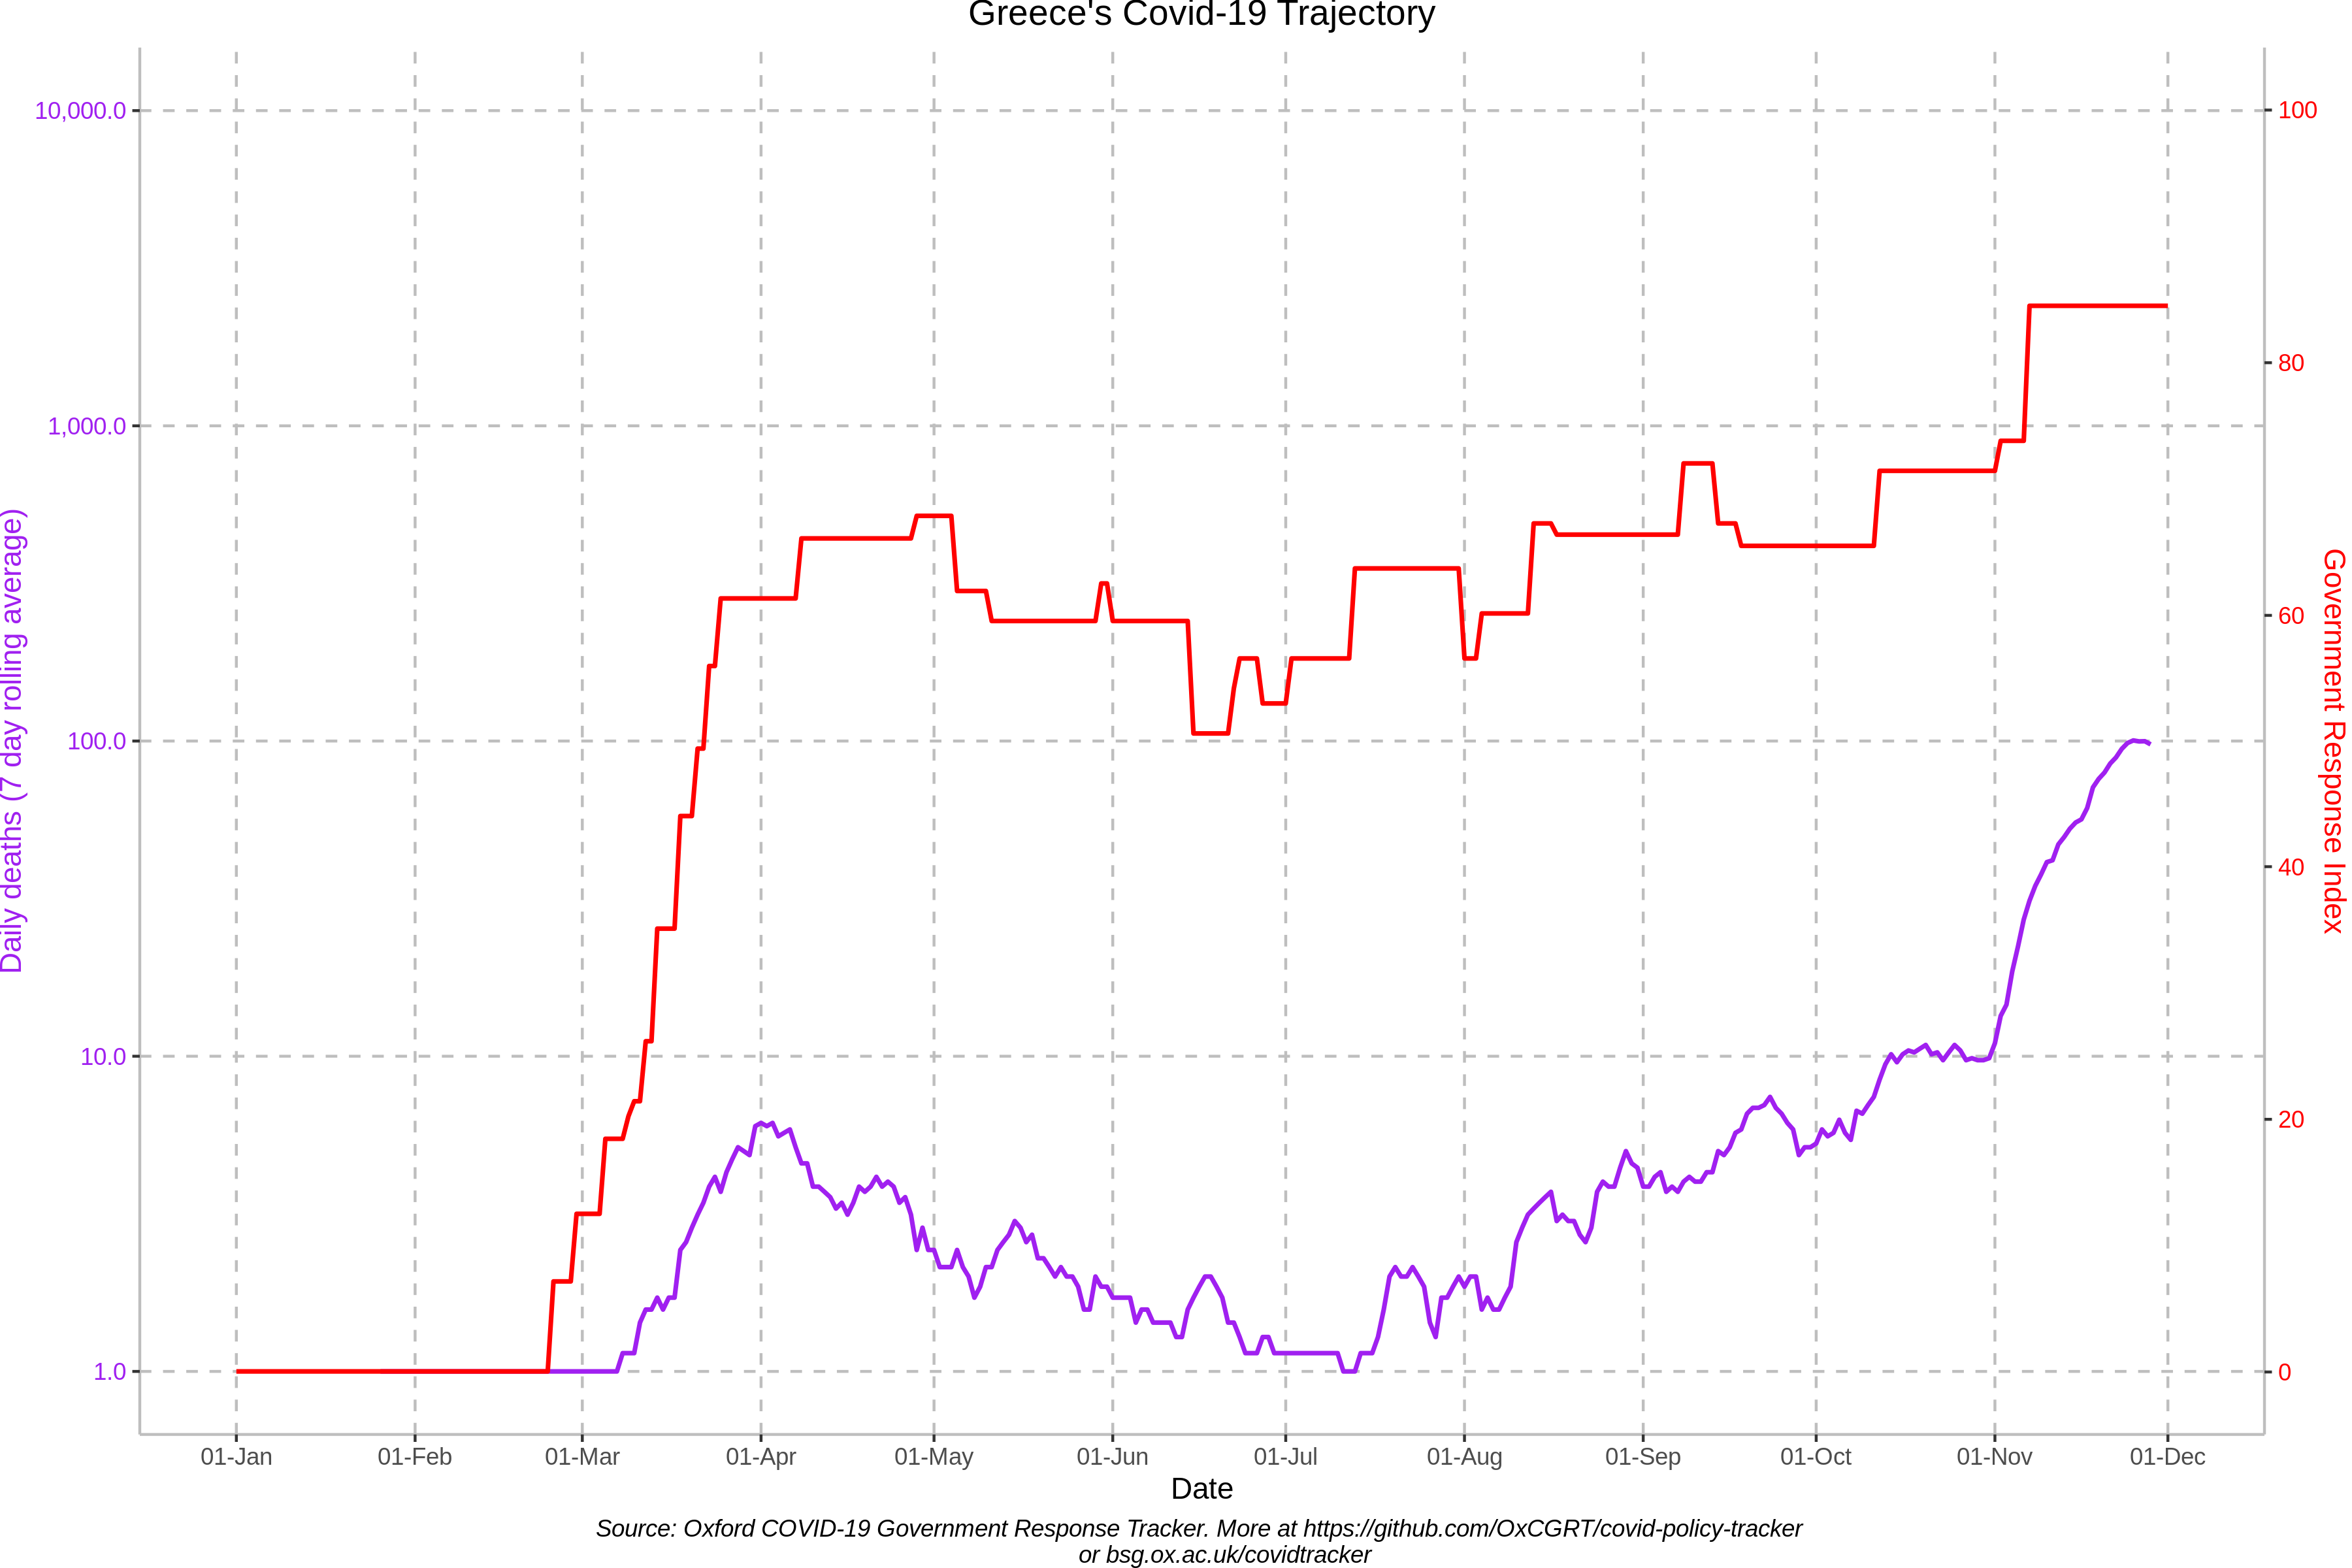 Greece's Covid-19 Trajectory
10,000.0
1,000.0
100.0
10.0
1.0
Daily deaths (7 day rolling average)
100
80
60
40
20
0
Government Response Index
01-Jan 01-Feb 01-Mar 01-Apr 01-May 01-Jun 01-Jul 01-Aug 01-Sep 01-Oct 01-Nov 01-Dec
Date
Source: Oxford COVID-19 Government Response Tracker. More at https://github.com/OxCGRT/covid-policy-tracker
or bsg.ox.ac.uk/covidtracker